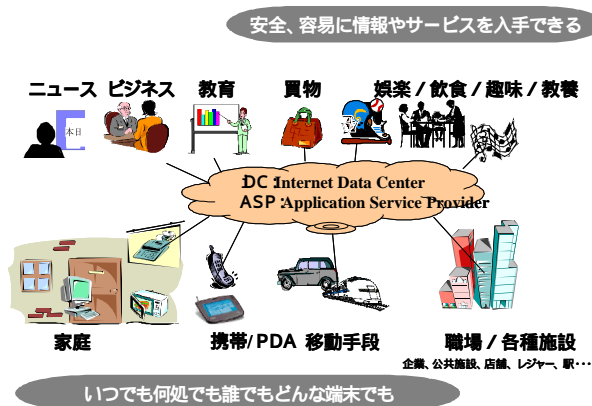 安全、容易に情報やサービスを入手できる
ニュース ビジネス 教育 買物 娯楽 / 飲食 / 趣味 / 教養
本日
DC :Internet Data Center
ASP :Application Service Provider
家庭 携帯/ PDA 移動手段 職場 / 各種施設
企業、公共施設、店舗、レジャー、駅・・・
いつでも何処でも誰でもどんな端末でも